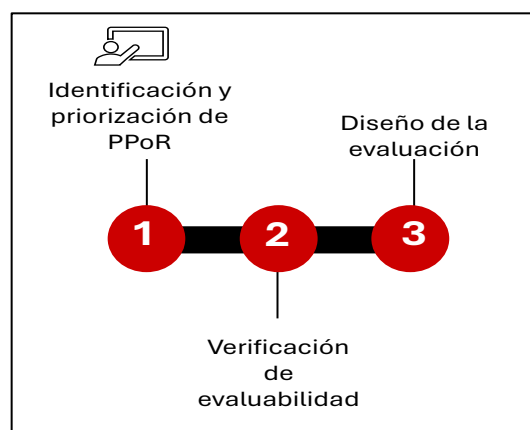 Identificación y
priorización de
PPoR
Diseño de la
evaluación
1
2
3
Verificación
de
evaluabilidad